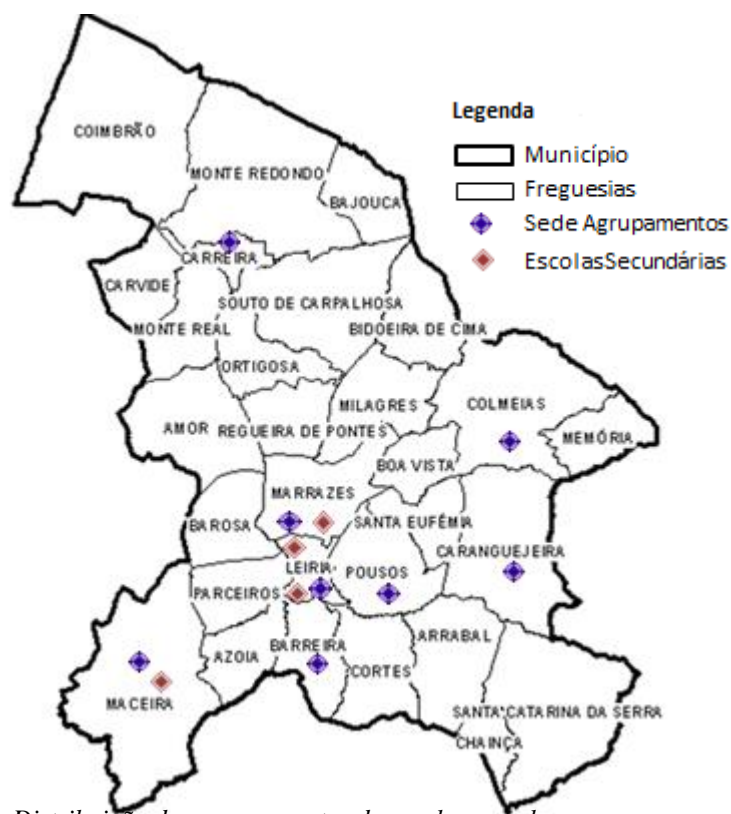 COIMBRÃO
Legenda
Município
MONTE REDONDO
Freguesias
BAJOUCA
Sede Agrupamentos
CARREIRA
EscolasSecundárias
CARVIDE
SOUTO DE CARPALHOSA
MONTE REAL
BIDOEIRA DE CIMA
ORTIGOSA
MILAGRES
COLMEIAS
AMOR
REGUEIRA DE PONTES
MEMÓRIA
BOA VISTA
MARRAZES
BAROSA
SANTA EUFÉMIA
CARANGUEJEIRA
LEIRIA
POUSOS
PARCEIROS
ARRABAL
AZOIA
BARREIRA
CORTES
MACEIRA
SANTA CATARINA DA SERRA
CHAINÇA